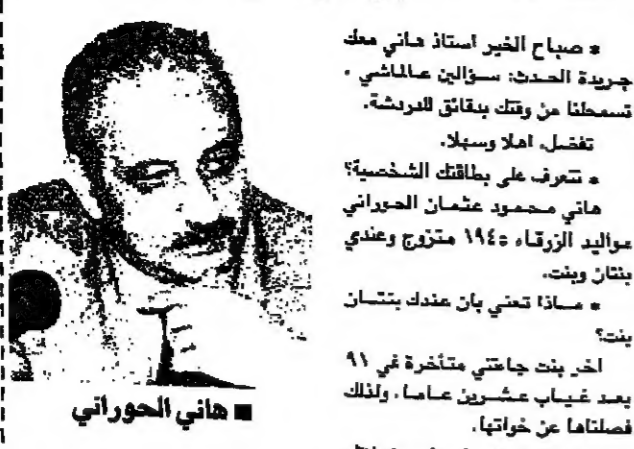 * صباح الخير استاذ هاني معك
جريدة الحدث: سؤالين عالماشي .
تسمحلنا من وقتك بدقائق للدردشة.
تفضل، اهلا وسهلا.
* نتعرف على بطاقتك الشخصية؟
هاني محمود عثمان الحوراني
مواليد الزرقاء ١٩٤٥ متزوج وعندي
بنتان وبنت.
* ماذا تعني بان عندك بنتان
بنت؟
اخر بنت جاءتني متأخرة في ٩١
بعد غياب عشرين عاما، ولذلك
فصلناها عن خواتها.
■ هاني الحوراني